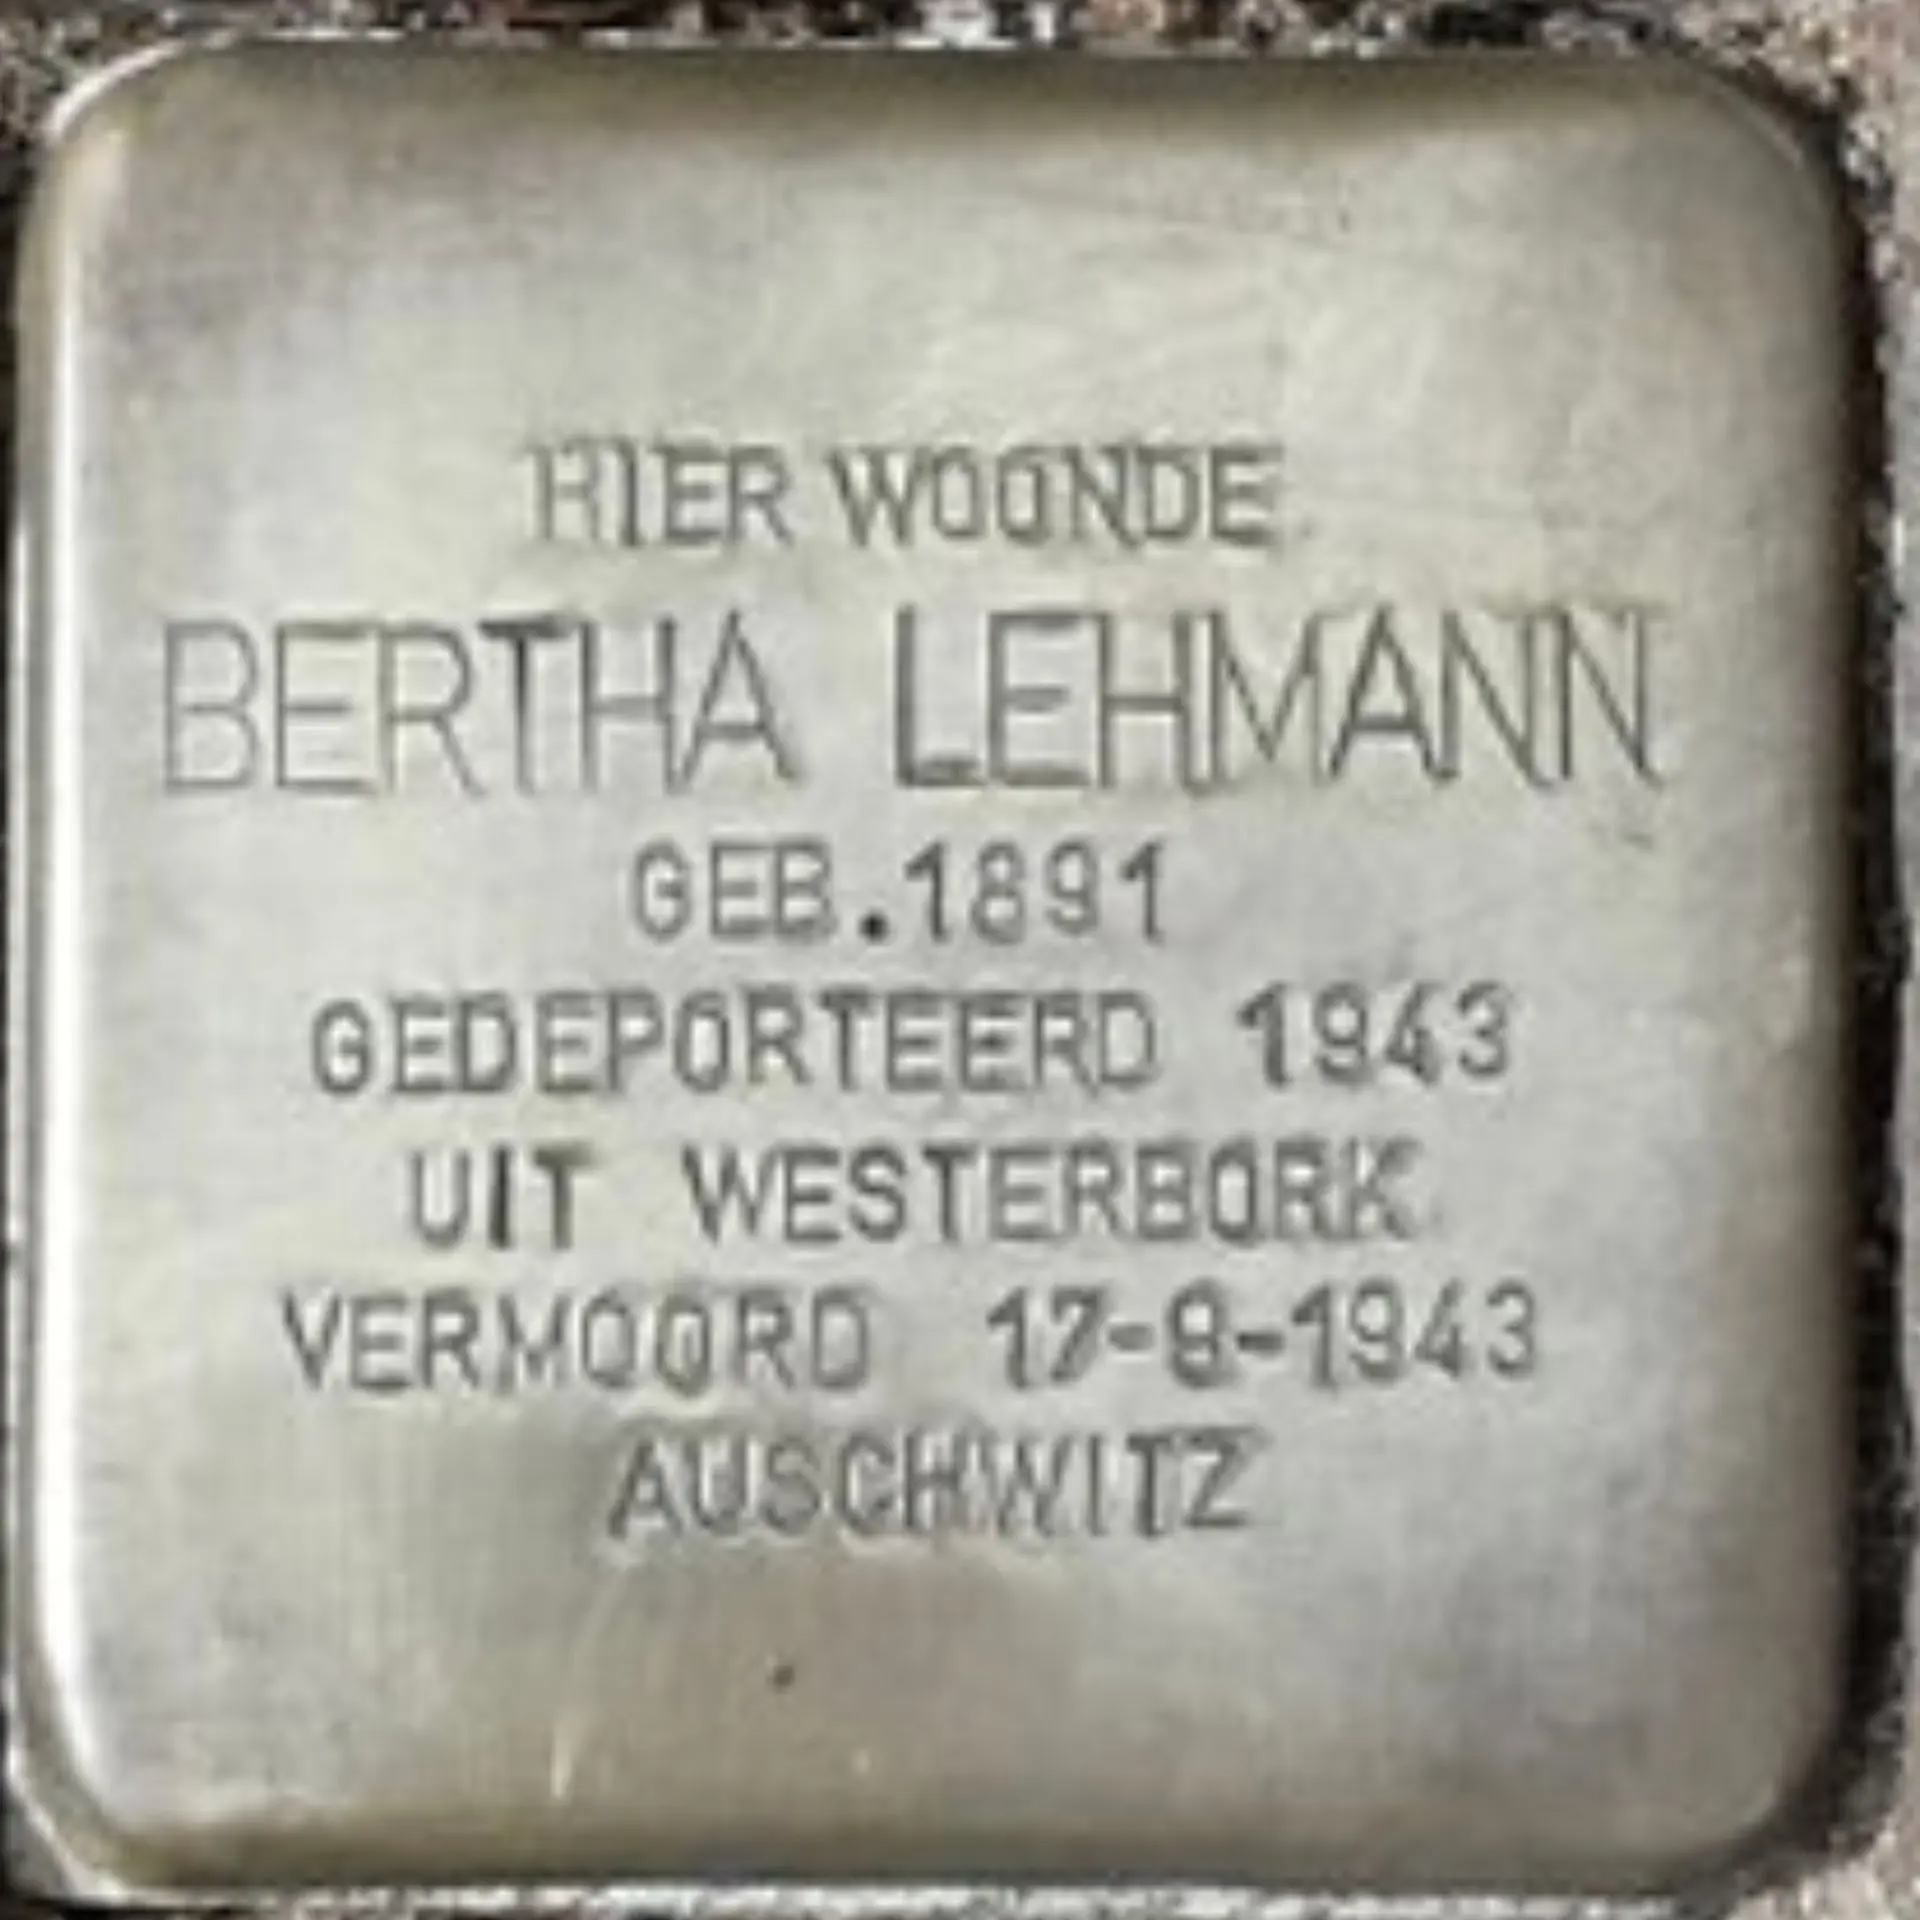 HIER WOONDE
BERTHA LEHMANN
GEB.1891
GEDEPORTEERD 1943
UIT WESTERBORK
VERMOORD 17-9-1943
AUSCHWITZ